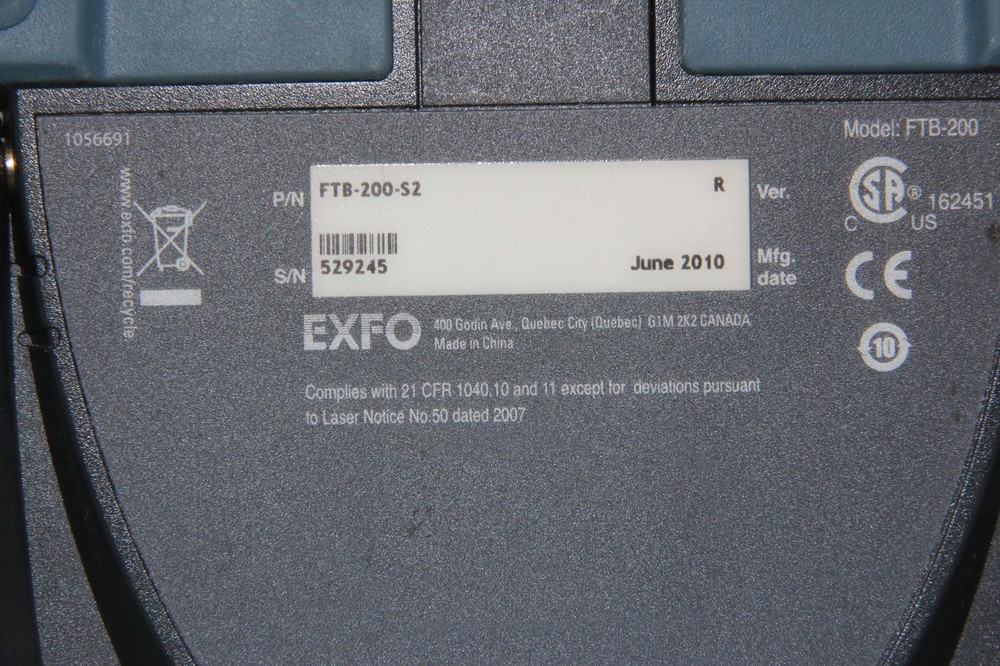 1056691
Model: FTB-200
www.exfo.com/recycle
P/N FTB-200-S2 R Ver.
C SA ® US 162451
S/N 529245 June 2010 Mfg. date
CE
EXFO 400 Godin Ave., Quebec City (Quebec) G1M 2K2 CANADA
Made in China
10
Complies with 21 CFR 1040.10 and 11 except for deviations pursuant
to Laser Notice No.50 dated 2007